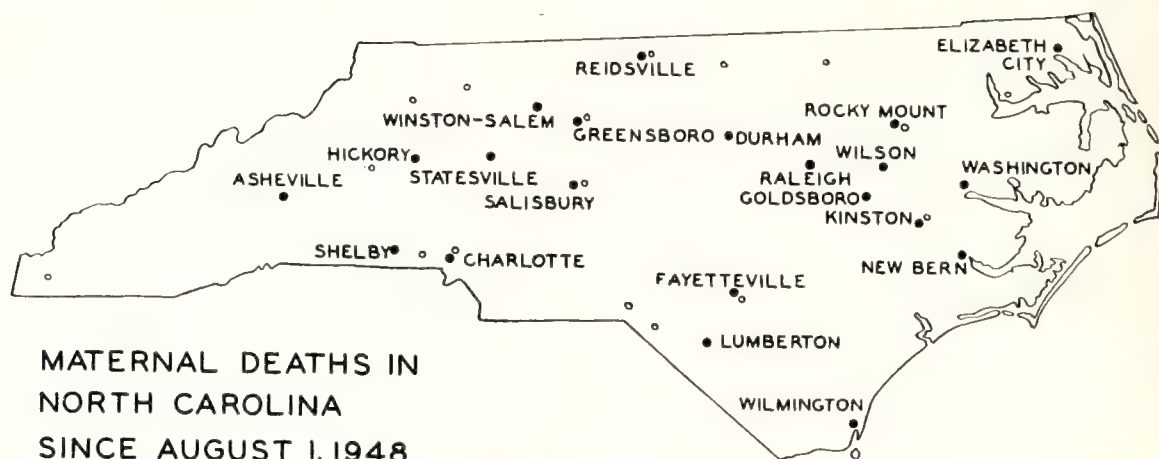 ELIZABETH
CITY
REIDSVILLE
ROCKY MOUNT
WINSTON-SALEM
GREENSBORO
DURHAM
WILSON
HICKORY
STATESVILLE
RALEIGH
WASHINGTON
ASHEVILLE
SALISBURY
GOLDSBORO
KINSTON
SHELBY
CHARLOTTE
NEW BERN
FAYETTEVILLE
LUMBERTON
WILMINGTON
MATERNAL DEATHS IN
NORTH CAROLINA
SINCE AUGUST 1, 1948